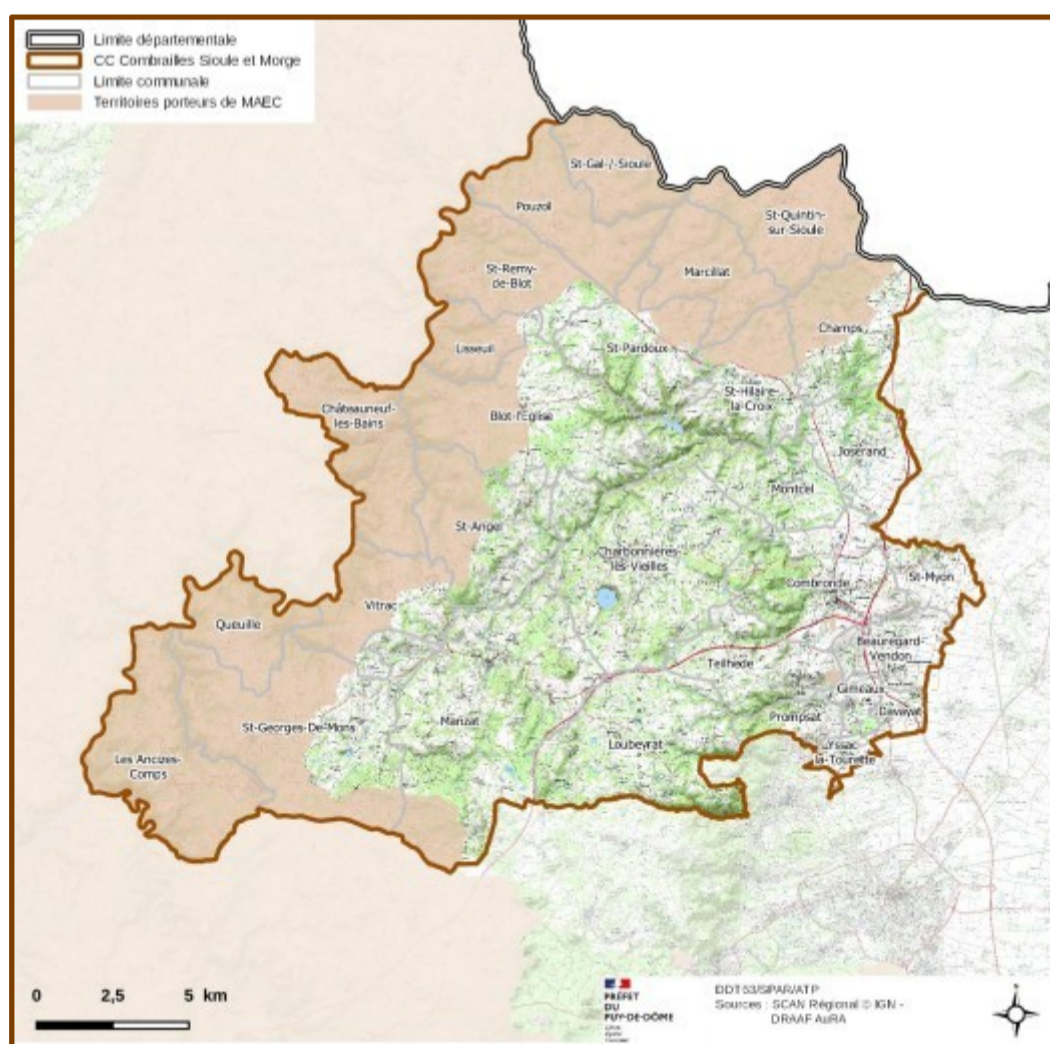 Limite départementale
CC Combrailles Sioule et Morge
Limite communale
Territoires porteurs de MAEC
St-Gal-/-Sioule
Pouzol
St-Quintin-
sur-Sioule
St-Remy-
de-Blot
Marcillat
Champs
Lisseuil
St-Pardoux
St-Hilaire-
la-Croix
Châteauneuf-
les-Bains
Blot-l'Eglise
Joserand
Montcel
St-Angel
Charbonnieres-
les-Vieilles
Combronde
St-Myon
Vitrac
Queuille
Beauregard-
Vendon
Teilhede
Gimeaux
Davayat
Prompsat
St-Georges-De-Mons
Manzat
Loubeyrat
Yssac-
la-Tourette
Les Ancizes-
Comps
0 2,5 5 km
PRÉFET
DU
PUY-DE-DÔME
DDT 63/SPAR/ATP
Sources : SCAN Régional © IGN -
DRAAF AuRA